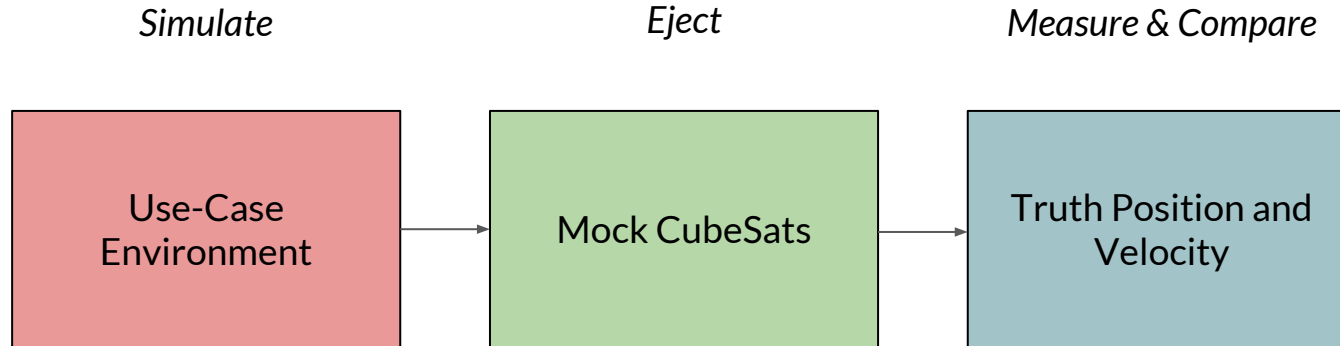 Simulate
Eject
Measure & Compare
Use-Case
Environment
Mock CubeSats
Truth Position and
Velocity